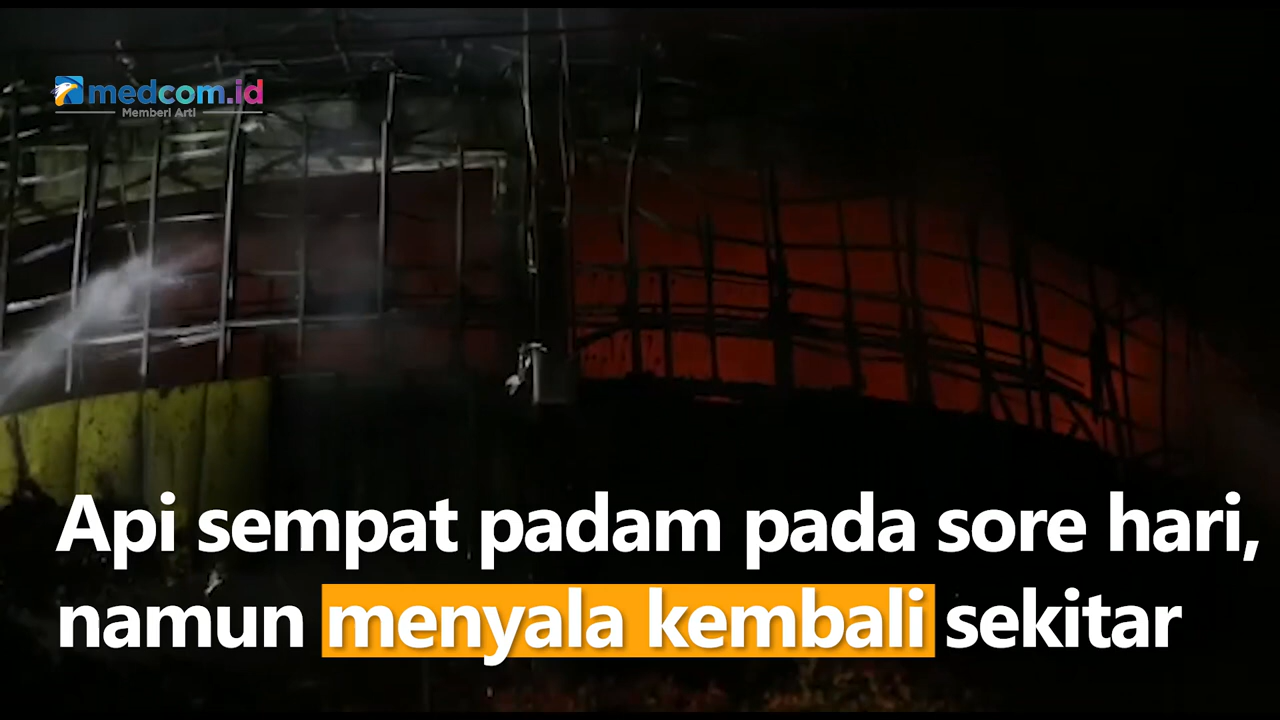 medcom.id
Memberi Arti
Api sempat padam pada sore hari,
namun menyala kembali sekitar